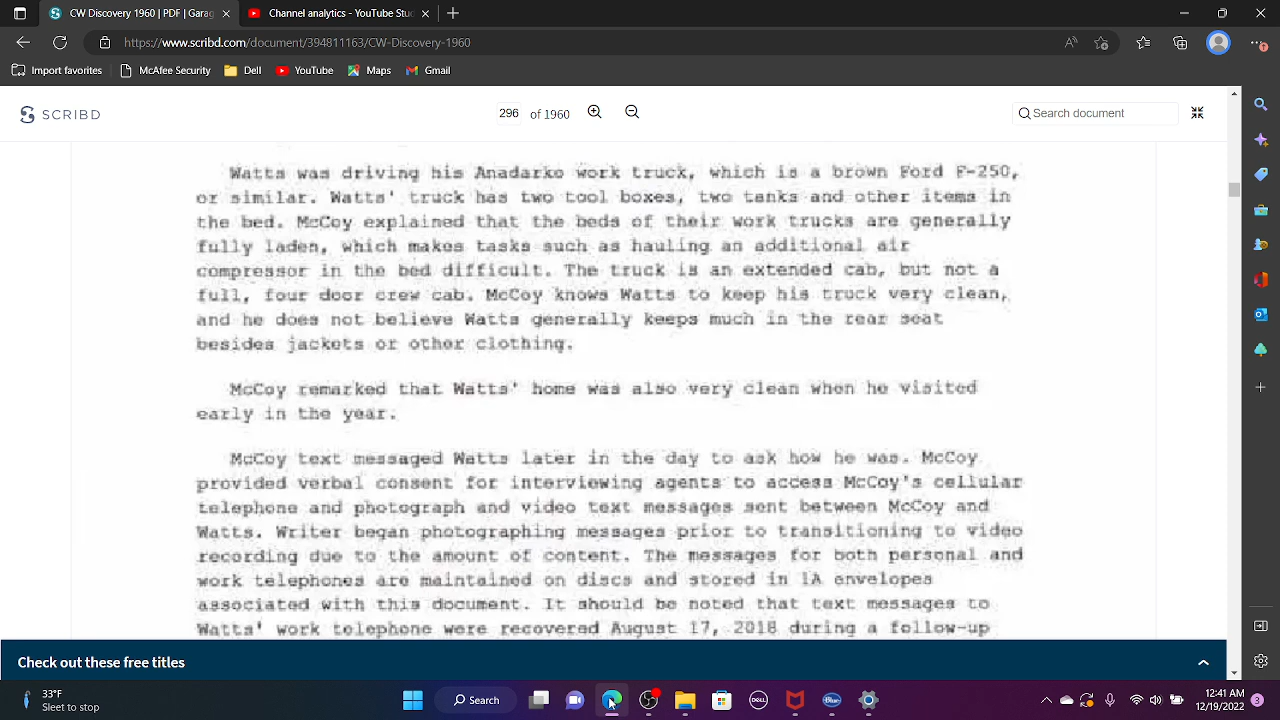 CW Discovery 1960 | PDF | Garag
Channel analytics - YouTube Stu
https://www.scribd.com/document/394811163/CW-Discovery-1960
Import favorites
McAfee Security
Dell
YouTube
Maps
Gmail
SCRIBD
296 of 1960
Search document
Watts was driving his Anadarko work truck, which is a brown Ford F-250,
or similar. Watts' truck has two tool boxes, two tanks and other items in
the bed. McCoy explained that the beds of their work trucks are generally
fully laden, which makes tasks such as hauling an additional air
compressor in the bed difficult. The truck is an extended cab, but not a
full, four door crew cab. McCoy knows Watts to keep his truck very clean,
and he does not believe Watts generally keeps much in the rear seat
besides jackets or other clothing.
McCoy remarked that Watts' home was also very clean when he visited
early in the year.
McCoy text messaged Watts later in the day to ask how he was. McCoy
provided verbal consent for interviewing agents to access McCoy's cellular
telephone and photograph and video text messages sent between McCoy and
Watts. Writer began photographing messages prior to transitioning to video
recording due to the amount of content. The messages for both personal and
work telephones are maintained on discs and stored in 1A envelopes
associated with this document. It should be noted that text messages to
Watts' work telephone were recovered August 17, 2018 during a follow-up
Check out these free titles
33°F
Sleet to stop
Search
DELL
Blue
12:41 AM
12/19/2022
3